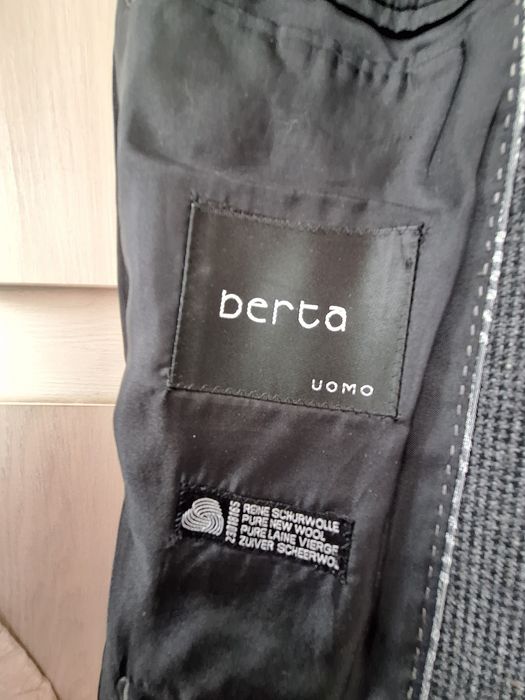 berta
UOMO
REINE SCHURWOLLE
PURE NEW WOOL
PURE LAINE VIERGE
ZUIVER SCHEERWOL